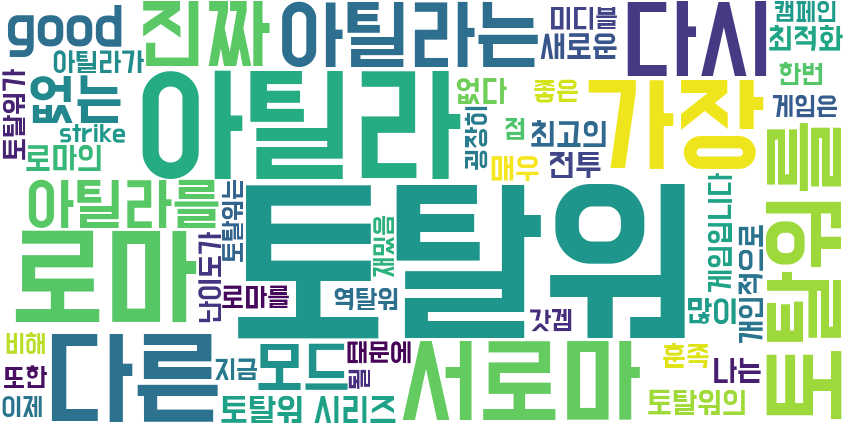 good
진짜
아틸라는
다시
미디블
캠페인
새로운
최적화
아틸라가
토탈워가
없는
아틸라
없다
좋은
가장
한번
게임은
strike
굉장히
점
최고의
로마의
매우
전투
토탈워를
아틸라를
토탈워는
토탈워
재밌음
게임입니다
로마
난이도가
로마를
역탈워
갓겜
많이
개인적으로
비해
다른
지금
모드
때문에
될
서로마
훈족
나는
또한
이제
토탈워 시리즈
토탈워의